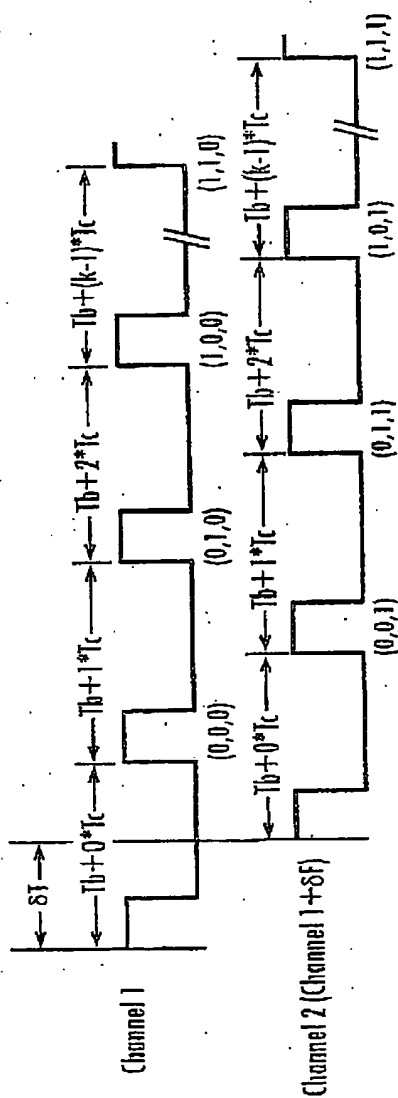 δT
Tb+0*Tc
Tb+1*Tc
Tb+2*Tc
Tb+(k-1)*Tc
Channel 1
(0,0,0)
(0,1,0)
(1,0,0)
(1,1,0)
Tb+0*Tc
Tb+1*Tc
Tb+2*Tc
Tb+(k-1)*Tc
Channel 2 (Channel 1+δF)
(0,0,1)
(0,1,1)
(1,0,1)
(1,1,1)